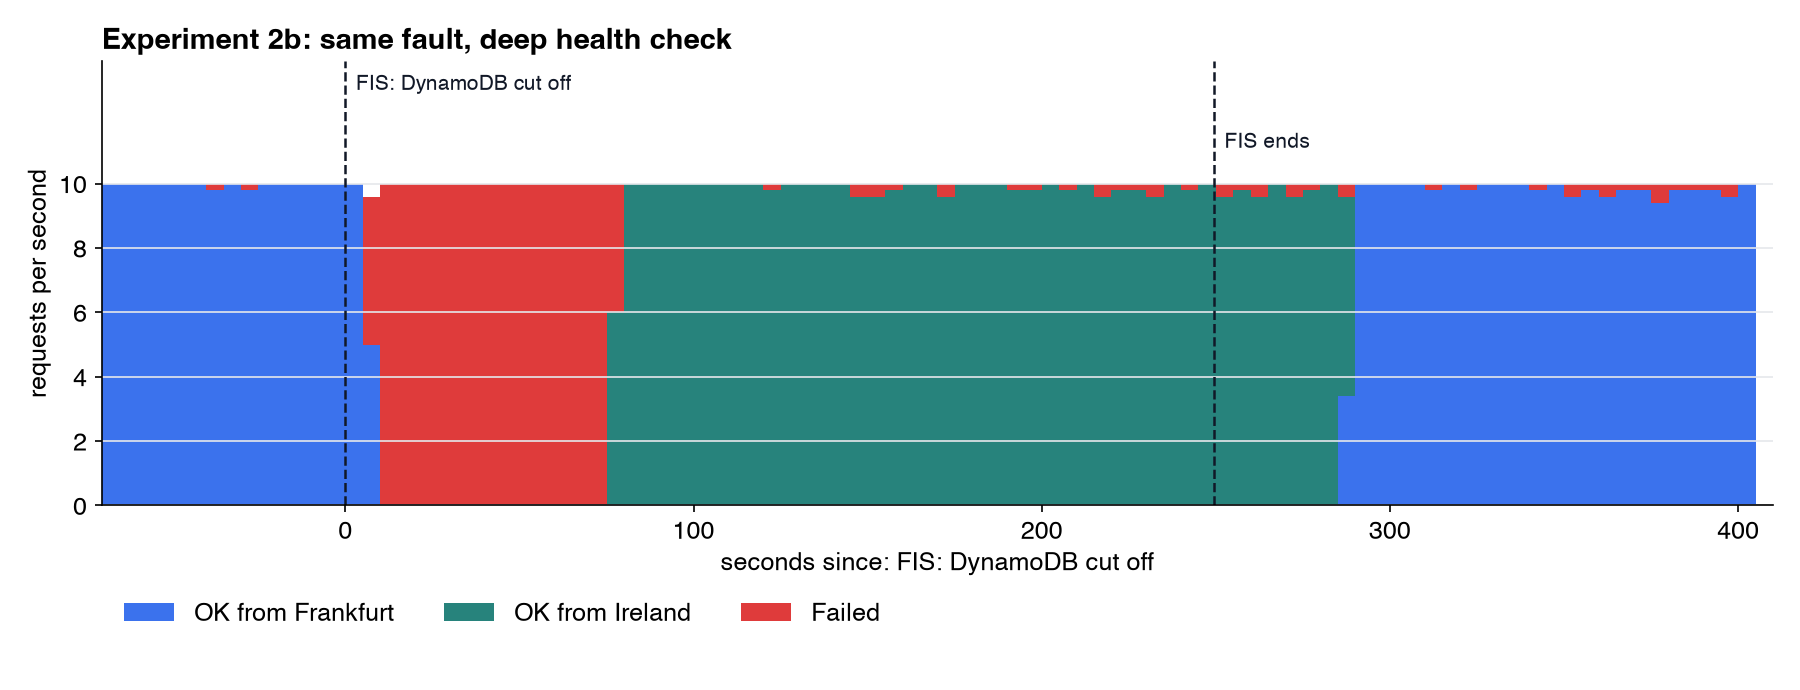 Experiment 2b: same fault, deep health check
FIS: DynamoDB cut off
FIS ends
requests per second
10
8
6
4
2
0
0 100 200 300 400
seconds since: FIS: DynamoDB cut off
OK from Frankfurt OK from Ireland Failed